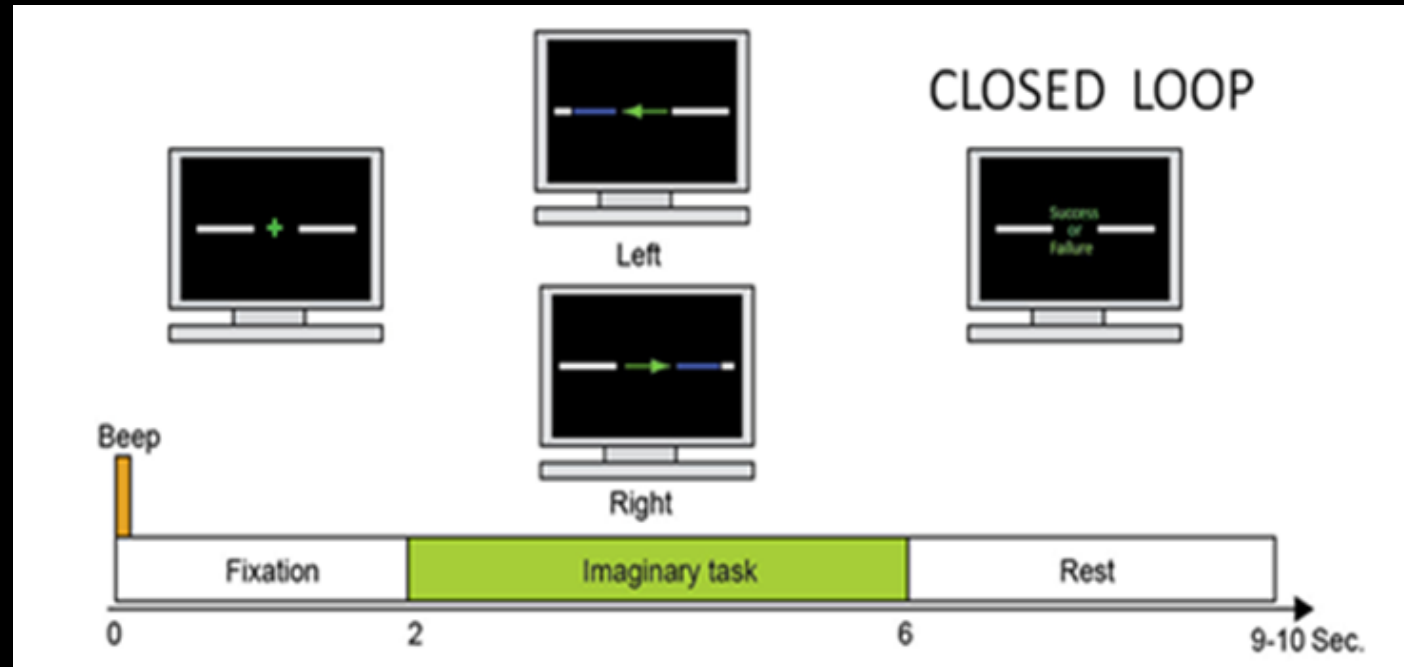 CLOSED LOOP
Success
or
Failure
Left
Right
Beep
Fixation
Imaginary task
Rest
0
2
6
9-10 Sec.